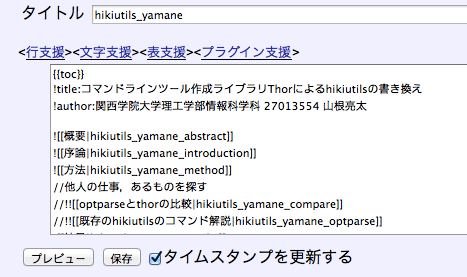 タイトル hikiutils_yamane
<行支援><文字支援><表支援><プラグイン支援>
{{toc}}
!title:コマンドラインツール作成ライブラリThorによるhikiutilsの書き換え
!author:関西学院大学理工学部情報科学科 27013554 山根亮太
![[概要|hikiutils_yamane_abstract]]
![[序論|hikiutils_yamane_introduction]]
![[方法|hikiutils_yamane_method]]
//他人の仕事，あるものを探す
//!![[optparseとthorの比較|hikiutils_yamane_compare]]
//!![[既存のhikiutilsのコマンド解説|hikiutils_yamane_optparse]]
プレビュー 保存 タイムスタンプを更新する